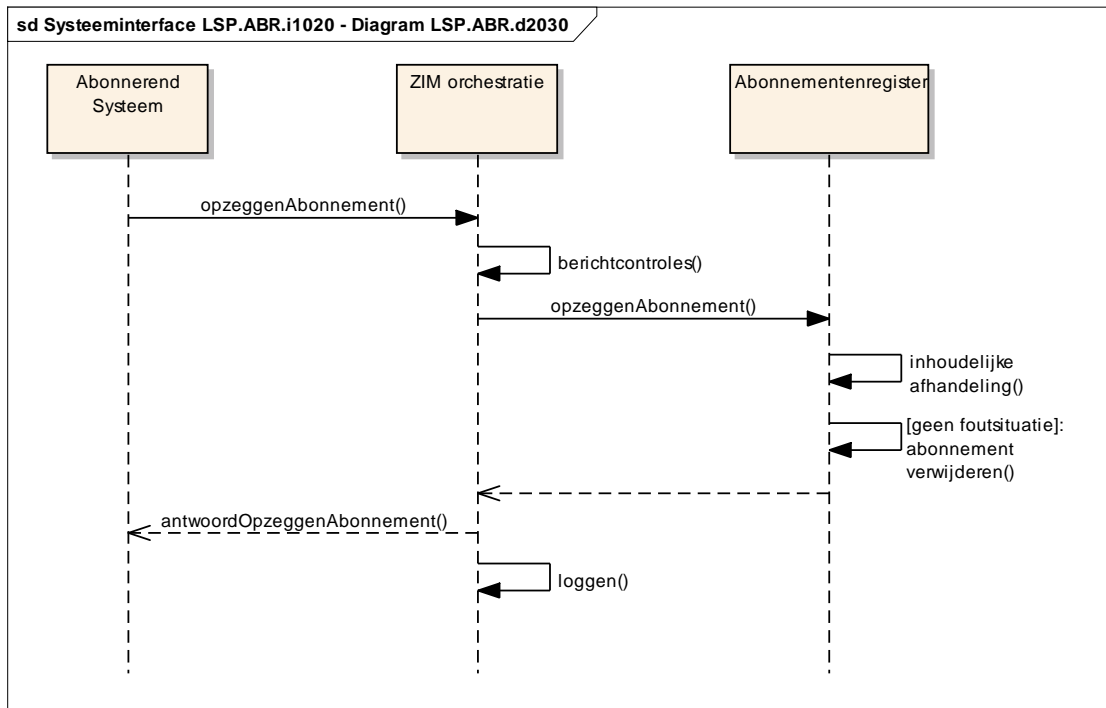 sd Systeeminterface LSP.ABR.i1020 - Diagram LSP.ABR.d2030
Abonnerend
Systeem
ZIM orchestratie
Abonnementenregister
opzeggenAbonnement()
berichtcontroles()
opzeggenAbonnement()
inhoudelijke
afhandeling()
[geen foutsituatie]:
abonnement
verwijderen()
antwoordOpzeggenAbonnement()
loggen()